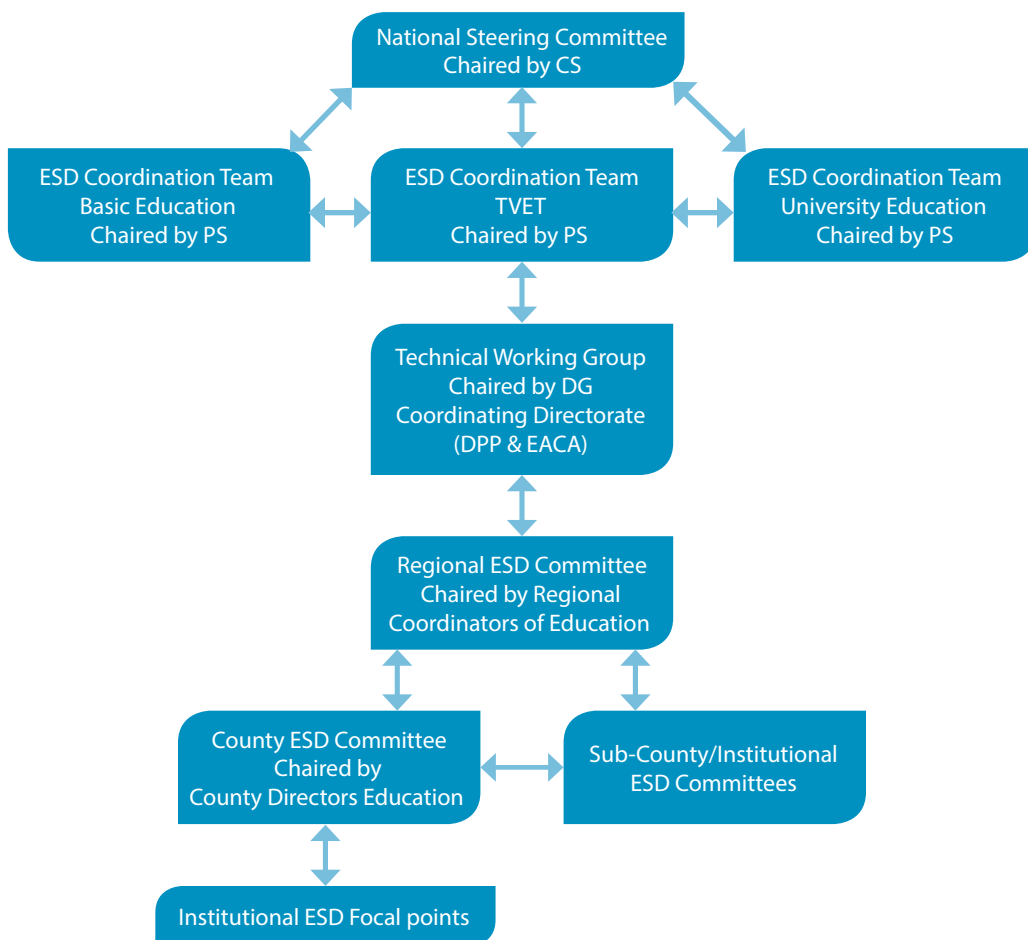 National Steering Committee
Chaired by CS
ESD Coordination Team
Basic Education
Chaired by PS
ESD Coordination Team
TVET
Chaired by PS
ESD Coordination Team
University Education
Chaired by PS
Technical Working Group
Chaired by DG
Coordinating Directorate
(DPP & EACA)
Regional ESD Committee
Chaired by Regional
Coordinators of Education
County ESD Committee
Chaired by
County Directors Education
Sub-County/Institutional
ESD Committees
Institutional ESD Focal points